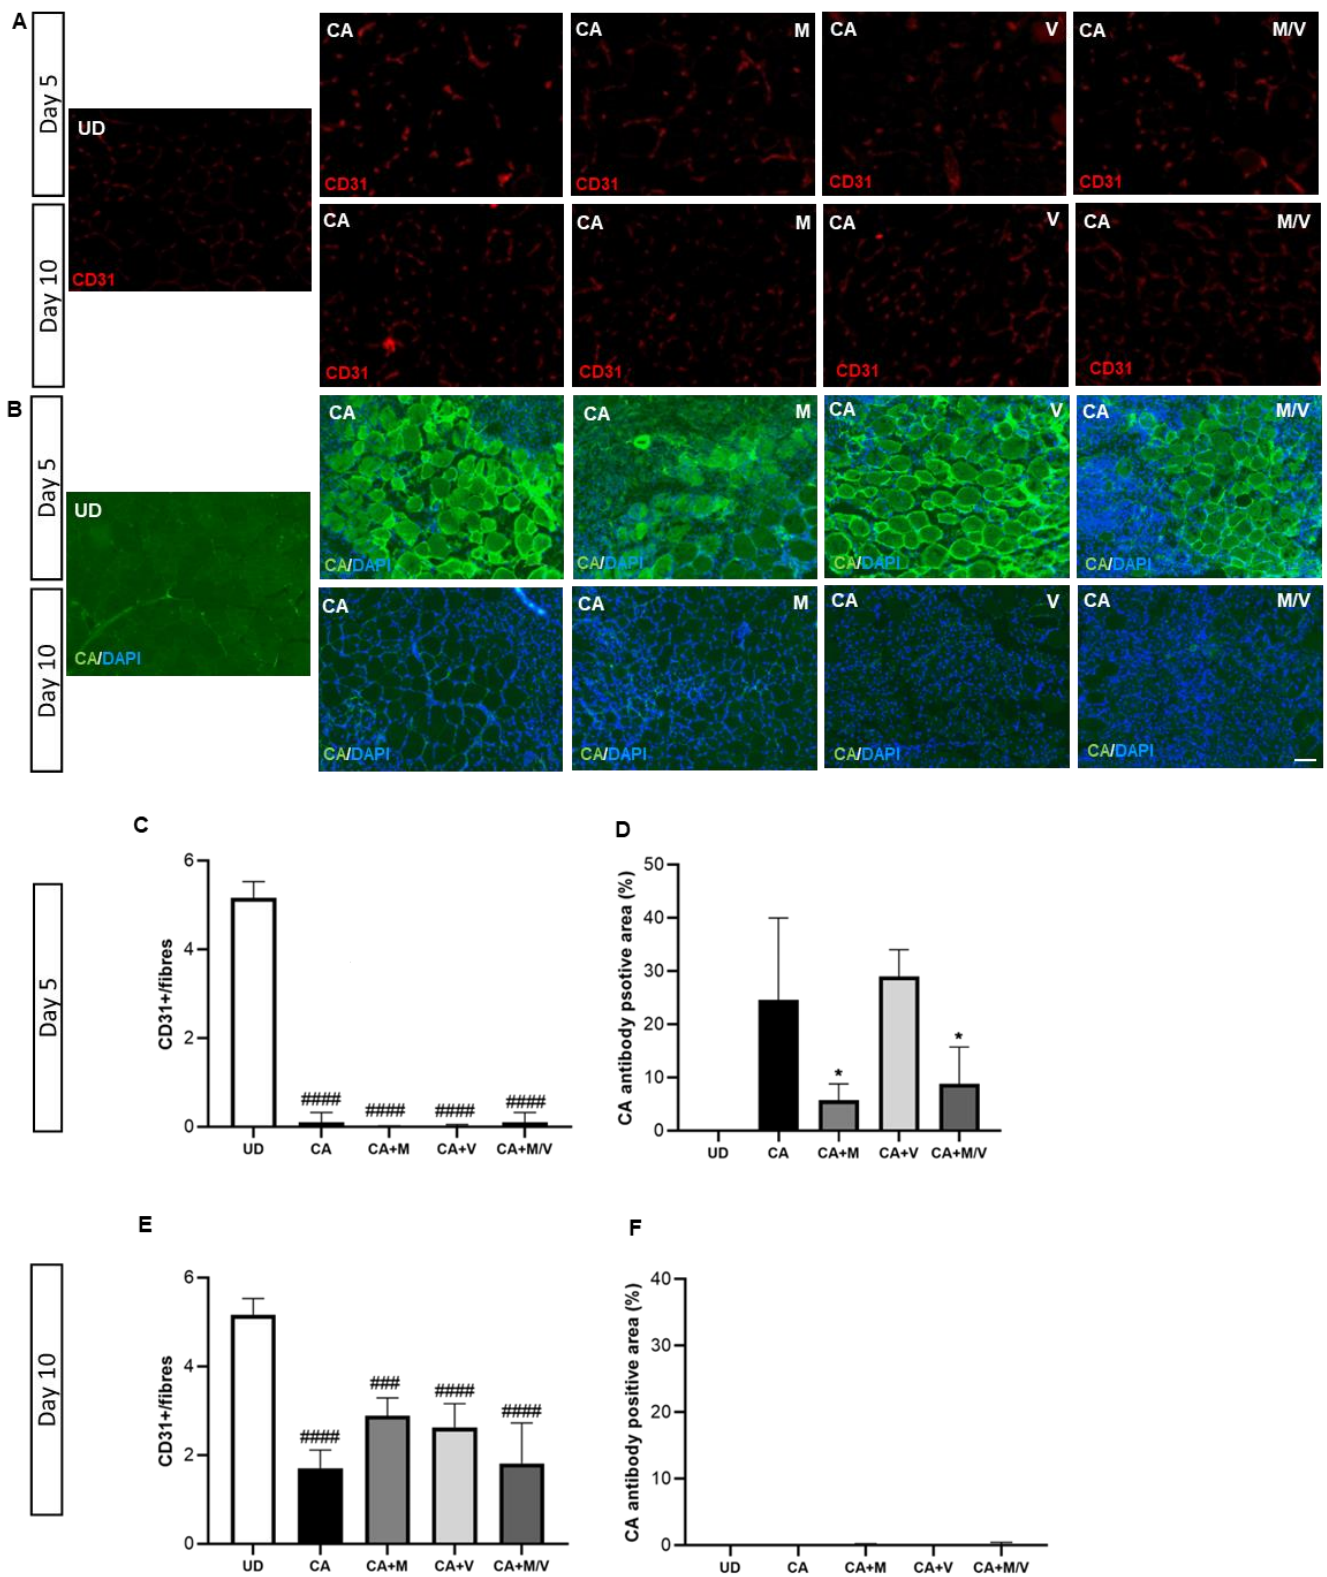 A
Day 5
UD
CD31
CA
CD31
CA M
CD31
CA V
CD31
CA M/V
CD31
Day 10
CA
CD31
CA M
CD31
CA V
CD31
CA M/V
CD31
B
Day 5
UD
CA/DAPI
CA
CA/DAPI
CA M
CA/DAPI
CA V
CA/DAPI
CA M/V
CA/DAPI
Day 10
CA
CA/DAPI
CA M
CA/DAPI
CA V
CA/DAPI
CA M/V
CA/DAPI
Day 5
C
CD31+/fibres
6
4
2
0
#### #### #### ####
UD CA CA+M CA+V CA+M/V
D
CA antibody psotive area (%)
50
40
30
20
10
0
* *
UD CA CA+M CA+V CA+M/V
Day 10
E
CD31+/fibres
6
4
2
0
#### ### #### ####
UD CA CA+M CA+V CA+M/V
F
CA antibody positive area (%)
40
30
20
10
0
UD CA CA+M CA+V CA+M/V